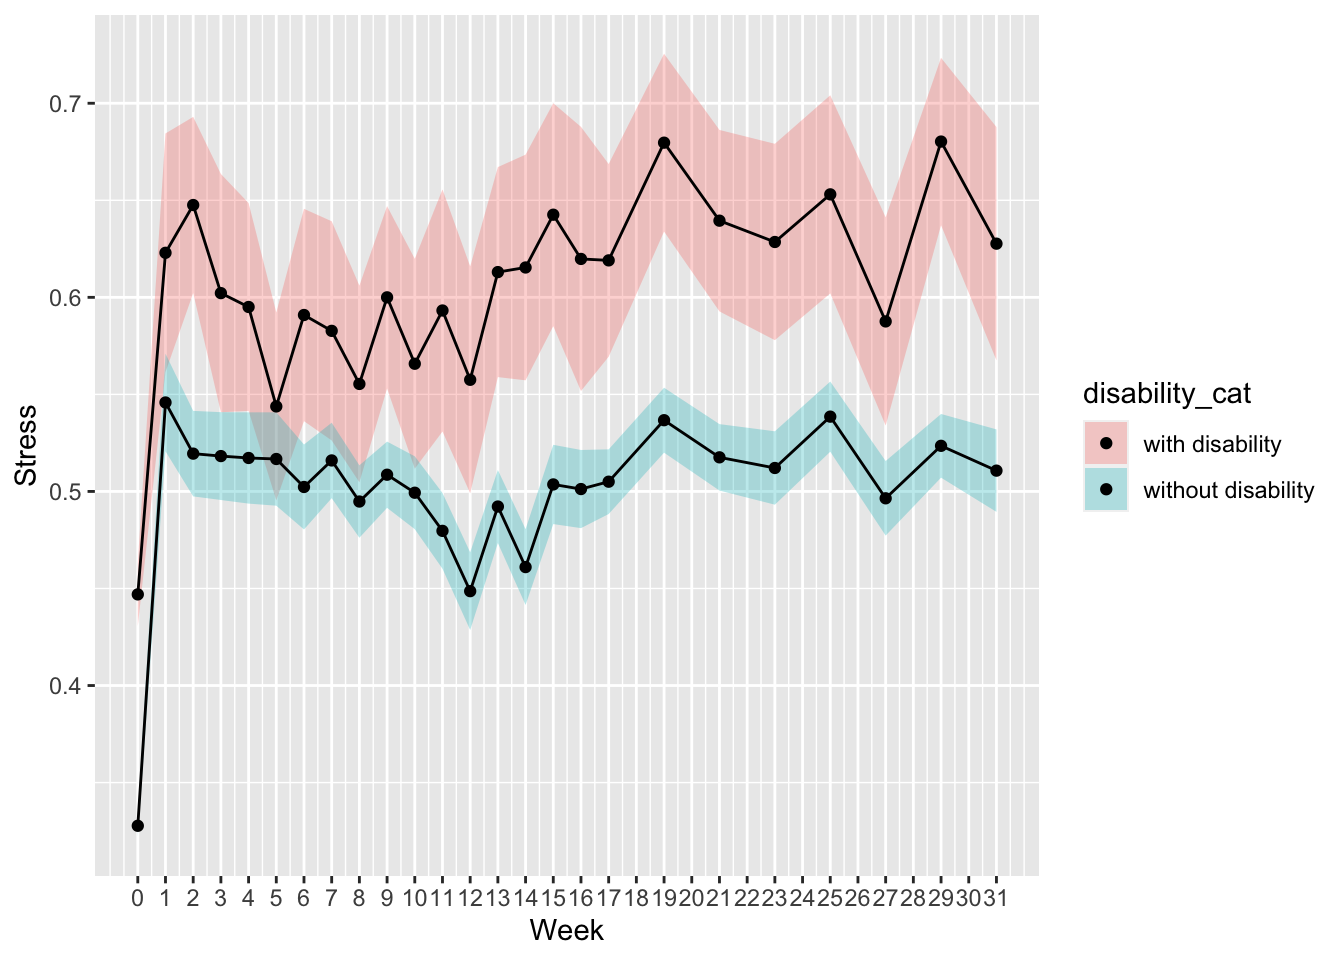 0.7
0.6
0.5
0.4
Stress
0 1 2 3 4 5 6 7 8 9 10 11 12 13 14 15 16 17 18 19 20 21 22 23 24 25 26 27 28 29 30 31
Week
disability_cat
with disability
without disability